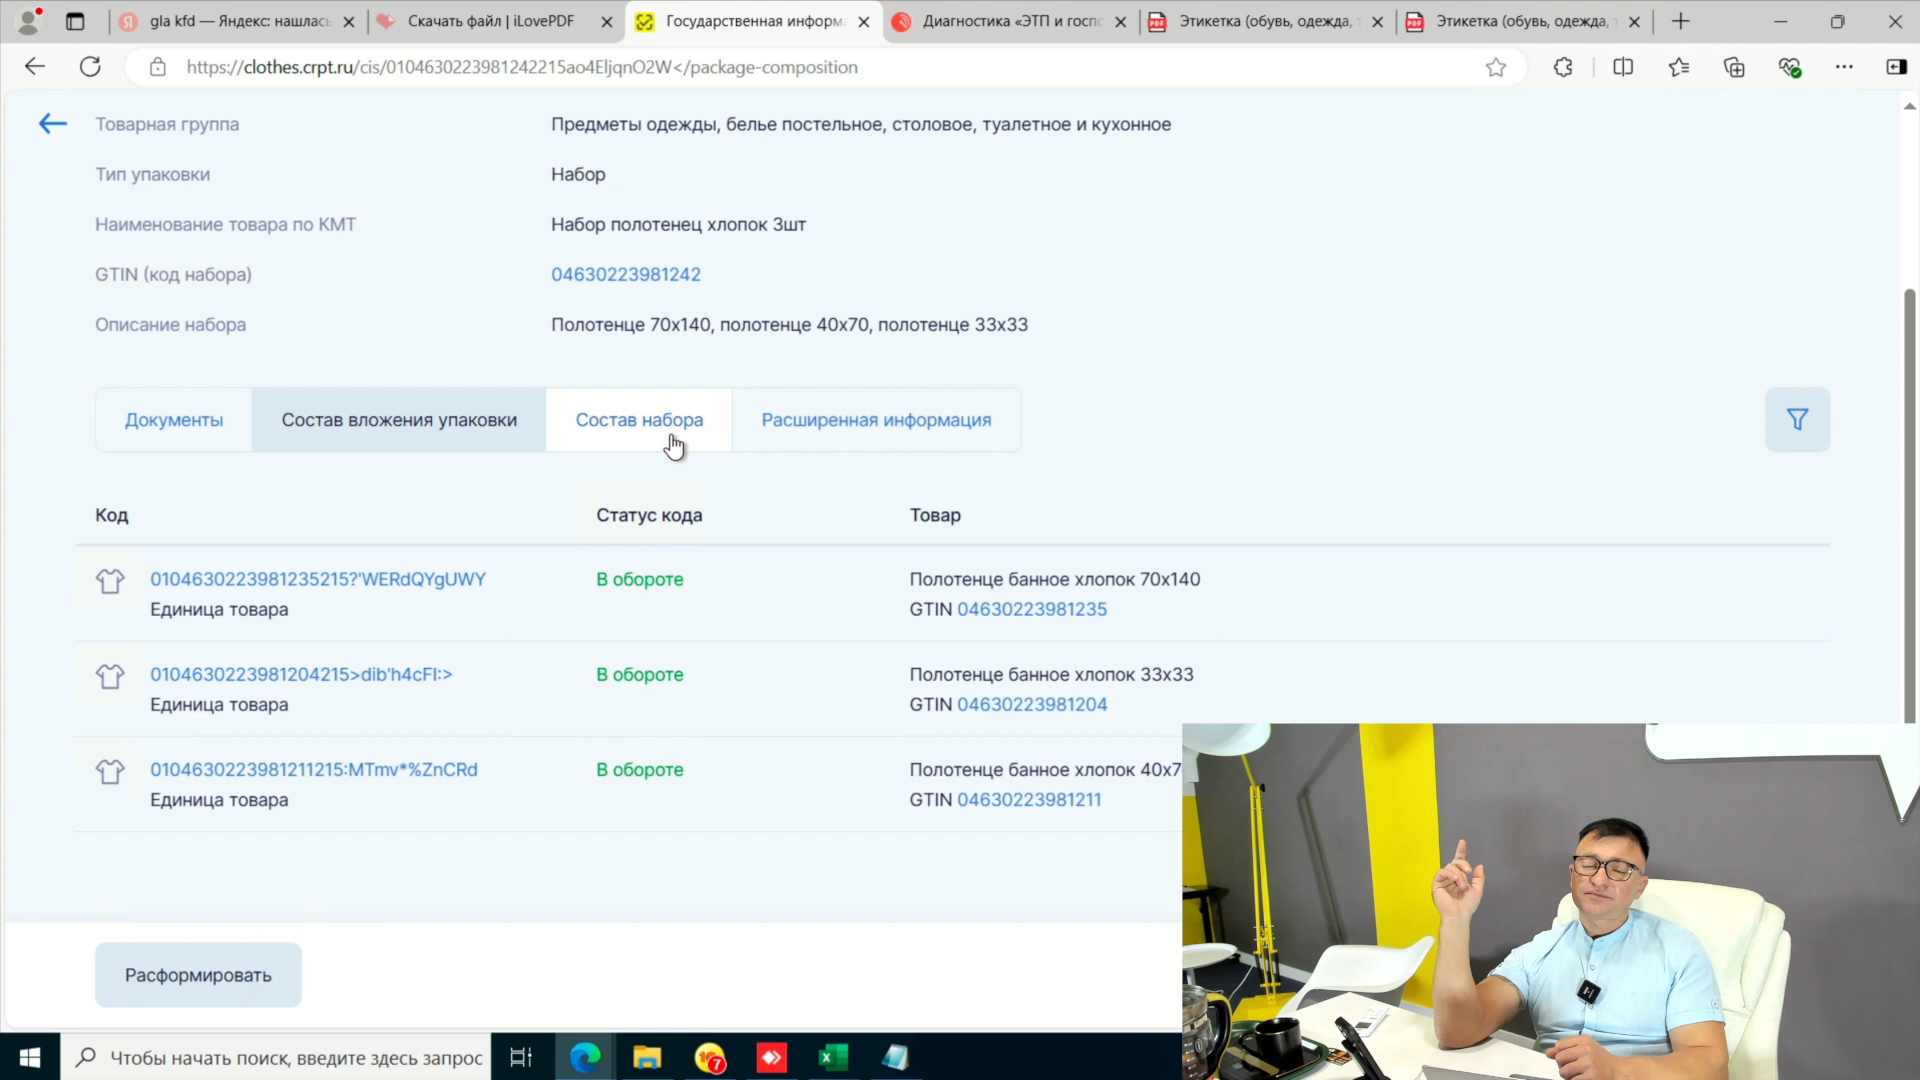 gla kfd — Яндекс: нашлась
Скачать файл | iLovePDF
Государственная информа
Диагностика «ЭТП и госпо
Этикетка (обувь, одежда,
Этикетка (обувь, одежда,
https://clothes.crpt.ru/cis/0104630223981242215ao4EljqnO2W</package-composition
Товарная группа
Предметы одежды, белье постельное, столовое, туалетное и кухонное
Тип упаковки
Набор
Наименование товара по КМТ
Набор полотенец хлопок 3шт
GTIN (код набора)
04630223981242
Описание набора
Полотенце 70х140, полотенце 40х70, полотенце 33х33
Документы
Состав вложения упаковки
Состав набора
Расширенная информация
Код
Статус кода
Товар
0104630223981235215?'WERdQYgUWY
В обороте
Полотенце банное хлопок 70х140
Единица товара
GTIN 04630223981235
0104630223981204215>dib'h4cFI:>
В обороте
Полотенце банное хлопок 33х33
Единица товара
GTIN 04630223981204
0104630223981211215:MTmv*%ZnCRd
В обороте
Полотенце банное хлопок 40х7
Единица товара
GTIN 04630223981211
Расформировать
Чтобы начать поиск, введите здесь запрос
7